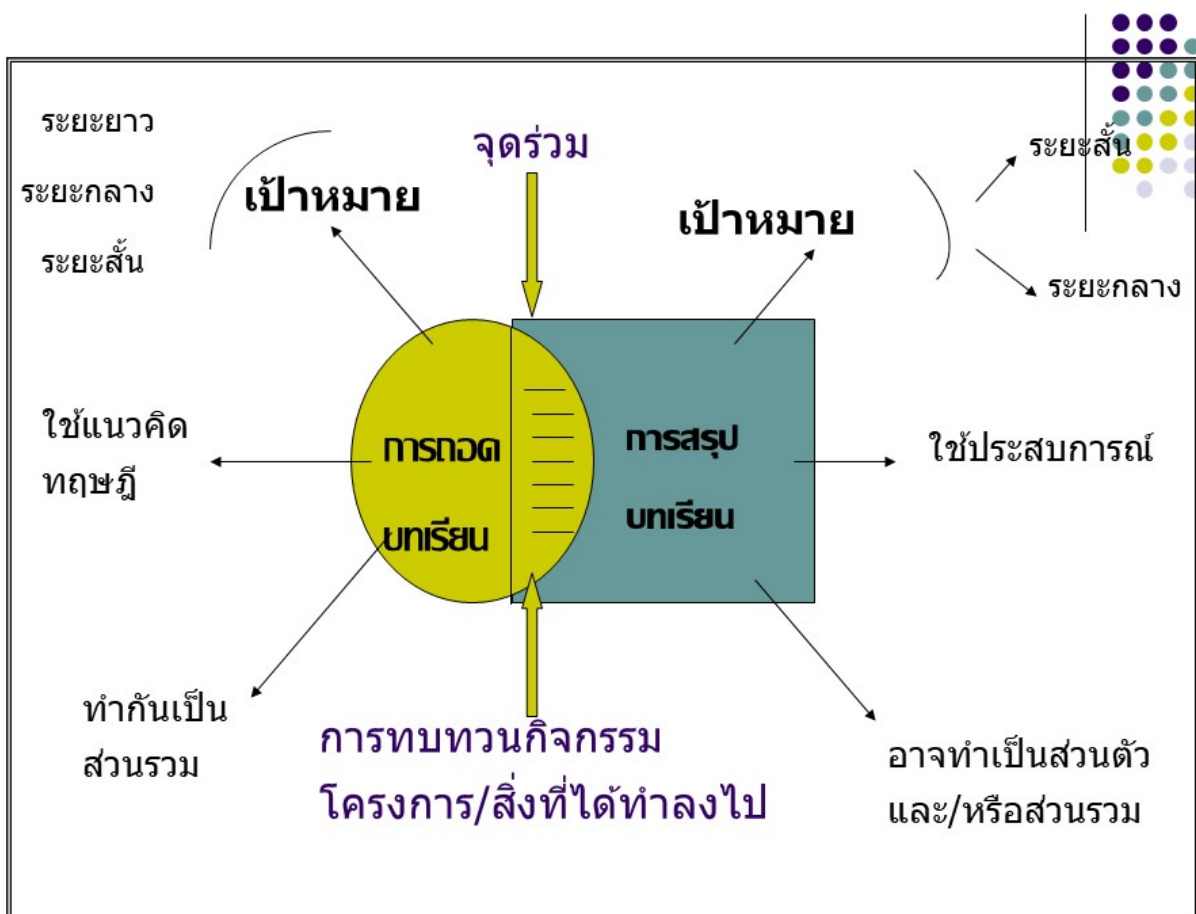 ระยะยาว
ระยะกลาง
ระยะสั้น
เป้าหมาย
จุดร่วม
เป้าหมาย
ระยะสั้น
ระยะกลาง
ใช้แนวคิด
ทฤษฎี
การถอด
บทเรียน
การสรุป
บทเรียน
ใช้ประสบการณ์
ทำกันเป็น
ส่วนรวม
การทบทวนกิจกรรม
โครงการ/สิ่งที่ได้ทำลงไป
อาจทำเป็นส่วนตัว
และ/หรือส่วนรวม